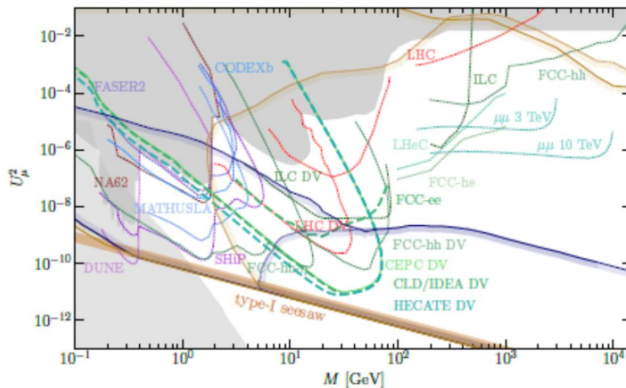 10⁻²
10⁻⁴
10⁻⁶
10⁻⁸
10⁻¹⁰
10⁻¹²
U²μ
FASER2
CODEXb
LHC
ILC
FCC-hh
μμ 3 TeV
LHeC
μμ 10 TeV
FCC-he
ILC DV
NA62
FCC-ee
MATHUSLA
LHC DV
FCC-hh DV
DUNE
SHiP
FCC-hh
CEPC DV
CLD/IDEA DV
HECATE DV
type-I seesaw
10⁻¹
10⁰
10¹
10²
10³
10⁴
M [GeV]